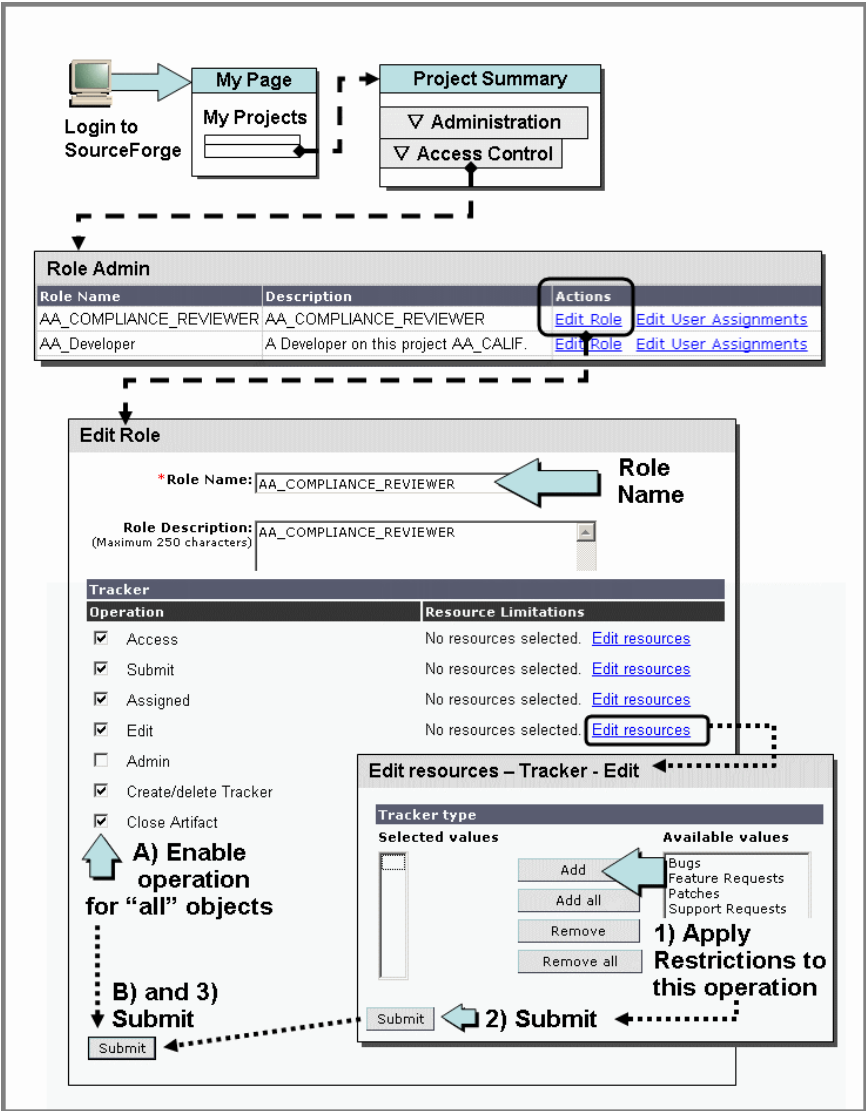 My Page
Project Summary
Login to
SourceForge
My Projects
▽ Administration
▽ Access Control
Role Admin
Role Name Description Actions
AA_COMPLIANCE_REVIEWER AA_COMPLIANCE_REVIEWER Edit Role Edit User Assignments
AA_Developer A Developer on this project AA_CALIF. Edit Role Edit User Assignments
Edit Role
*Role Name: AA_COMPLIANCE_REVIEWER
Role
Name
Role Description: AA_COMPLIANCE_REVIEWER
(Maximum 250 characters)
Tracker
Operation Resource Limitations
Access No resources selected. Edit resources
Submit No resources selected. Edit resources
Assigned No resources selected. Edit resources
Edit No resources selected. Edit resources
Admin
Create/delete Tracker
Close Artifact
A) Enable
operation
for “all” objects
B) and 3)
Submit
Submit
Edit resources – Tracker - Edit
Tracker type
Selected values Available values
Add
Add all
Remove
Remove all
Bugs
Feature Requests
Patches
Support Requests
1) Apply
Restrictions to
this operation
Submit
2) Submit